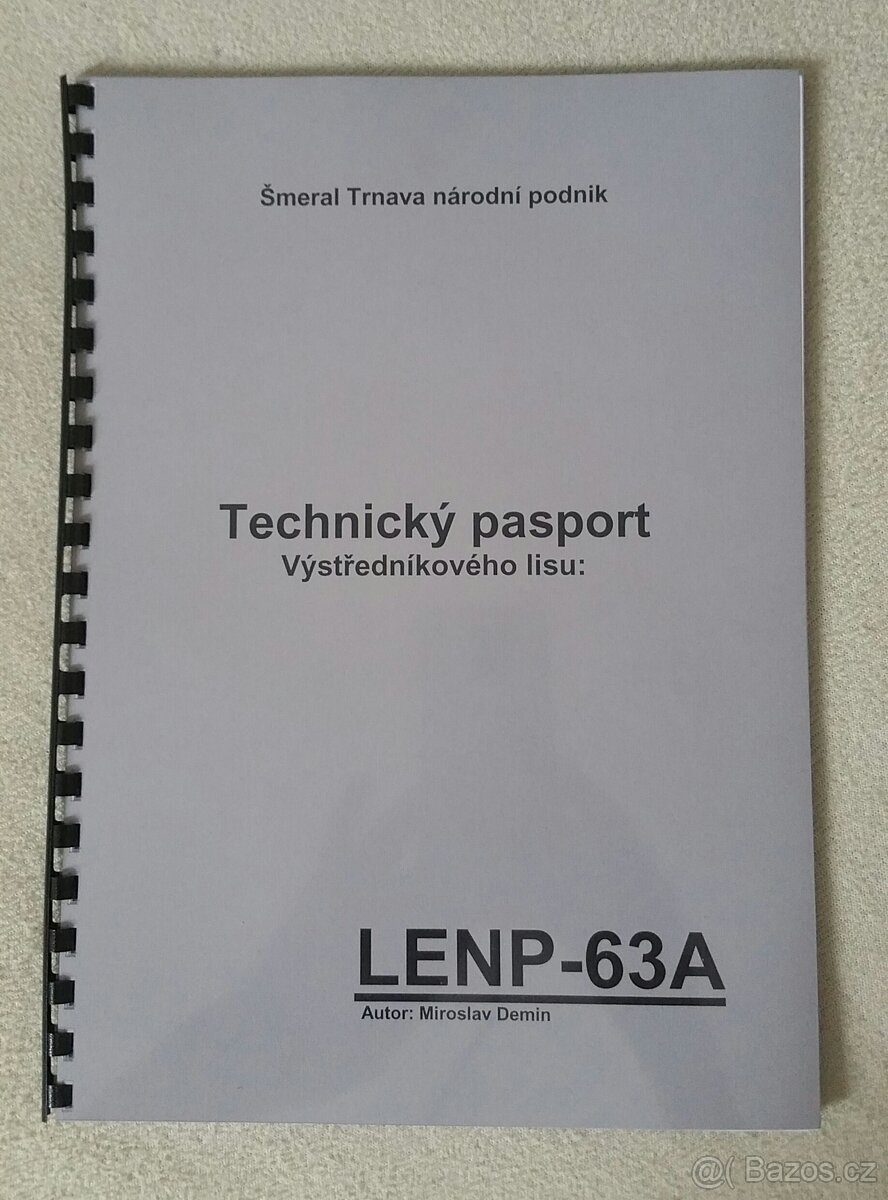 Šmeral Trnava národní podnik
Technický pasport
Výstředníkového lisu:
LENP-63A
Autor: Miroslav Demin
@( Bazos.cz